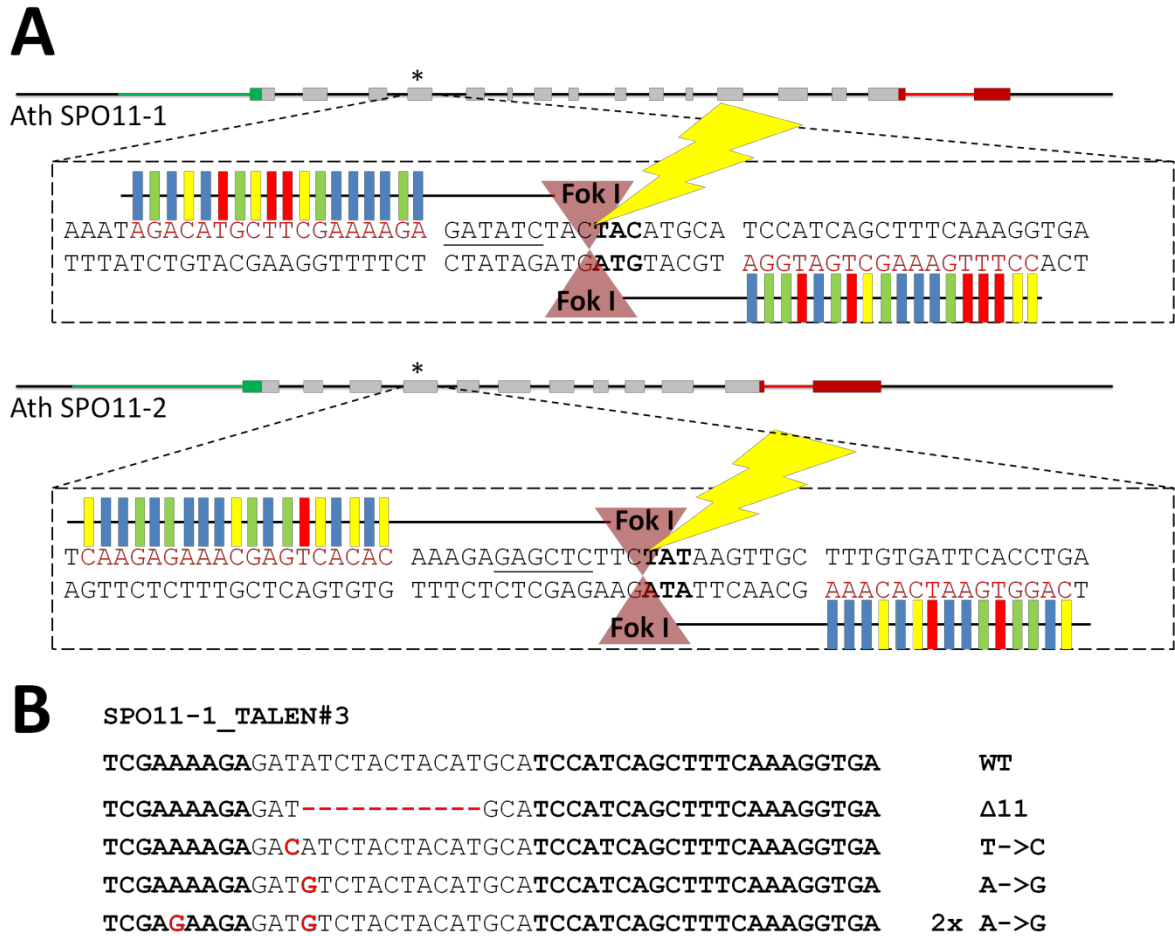 A
*
Ath SPO11-1
Fok I
AAATAGACATGCTTCGAAAAGA GATATCTACTACATGCA TCCATCAGCTTTCAAAGGTGA
TTTATCTGTACGAAGGTTTTCT CTATAGATGATGTACGT AGGTAGTCGAAAGTTTCCACT
Fok I
*
Ath SPO11-2
Fok I
TCAAGAGAAACGAGTCACAC AAAGAGAGCTCTTCTATAAGTTGC TTTGTGATTCACCTGA
AGTTCTCTTTGCTCAGTGTG TTTCTCTCGAGAAGATATTCAACG AAACACTAAGTGGACT
Fok I
B
SPO11-1_TALEN#3
TCGAAAAGAGATATCTACTACATGCATCCATCAGCTTTCAAAGGTGA WT
TCGAAAAGAGAT-----------GCATCCATCAGCTTTCAAAGGTGA Δ11
TCGAAAAGAGACATCTACTACATGCATCCATCAGCTTTCAAAGGTGA T->C
TCGAAAAGAGATGTCTACTACATGCATCCATCAGCTTTCAAAGGTGA A->G
TCGAGAAGAGATGTCTACTACATGCATCCATCAGCTTTCAAAGGTGA 2x A->G